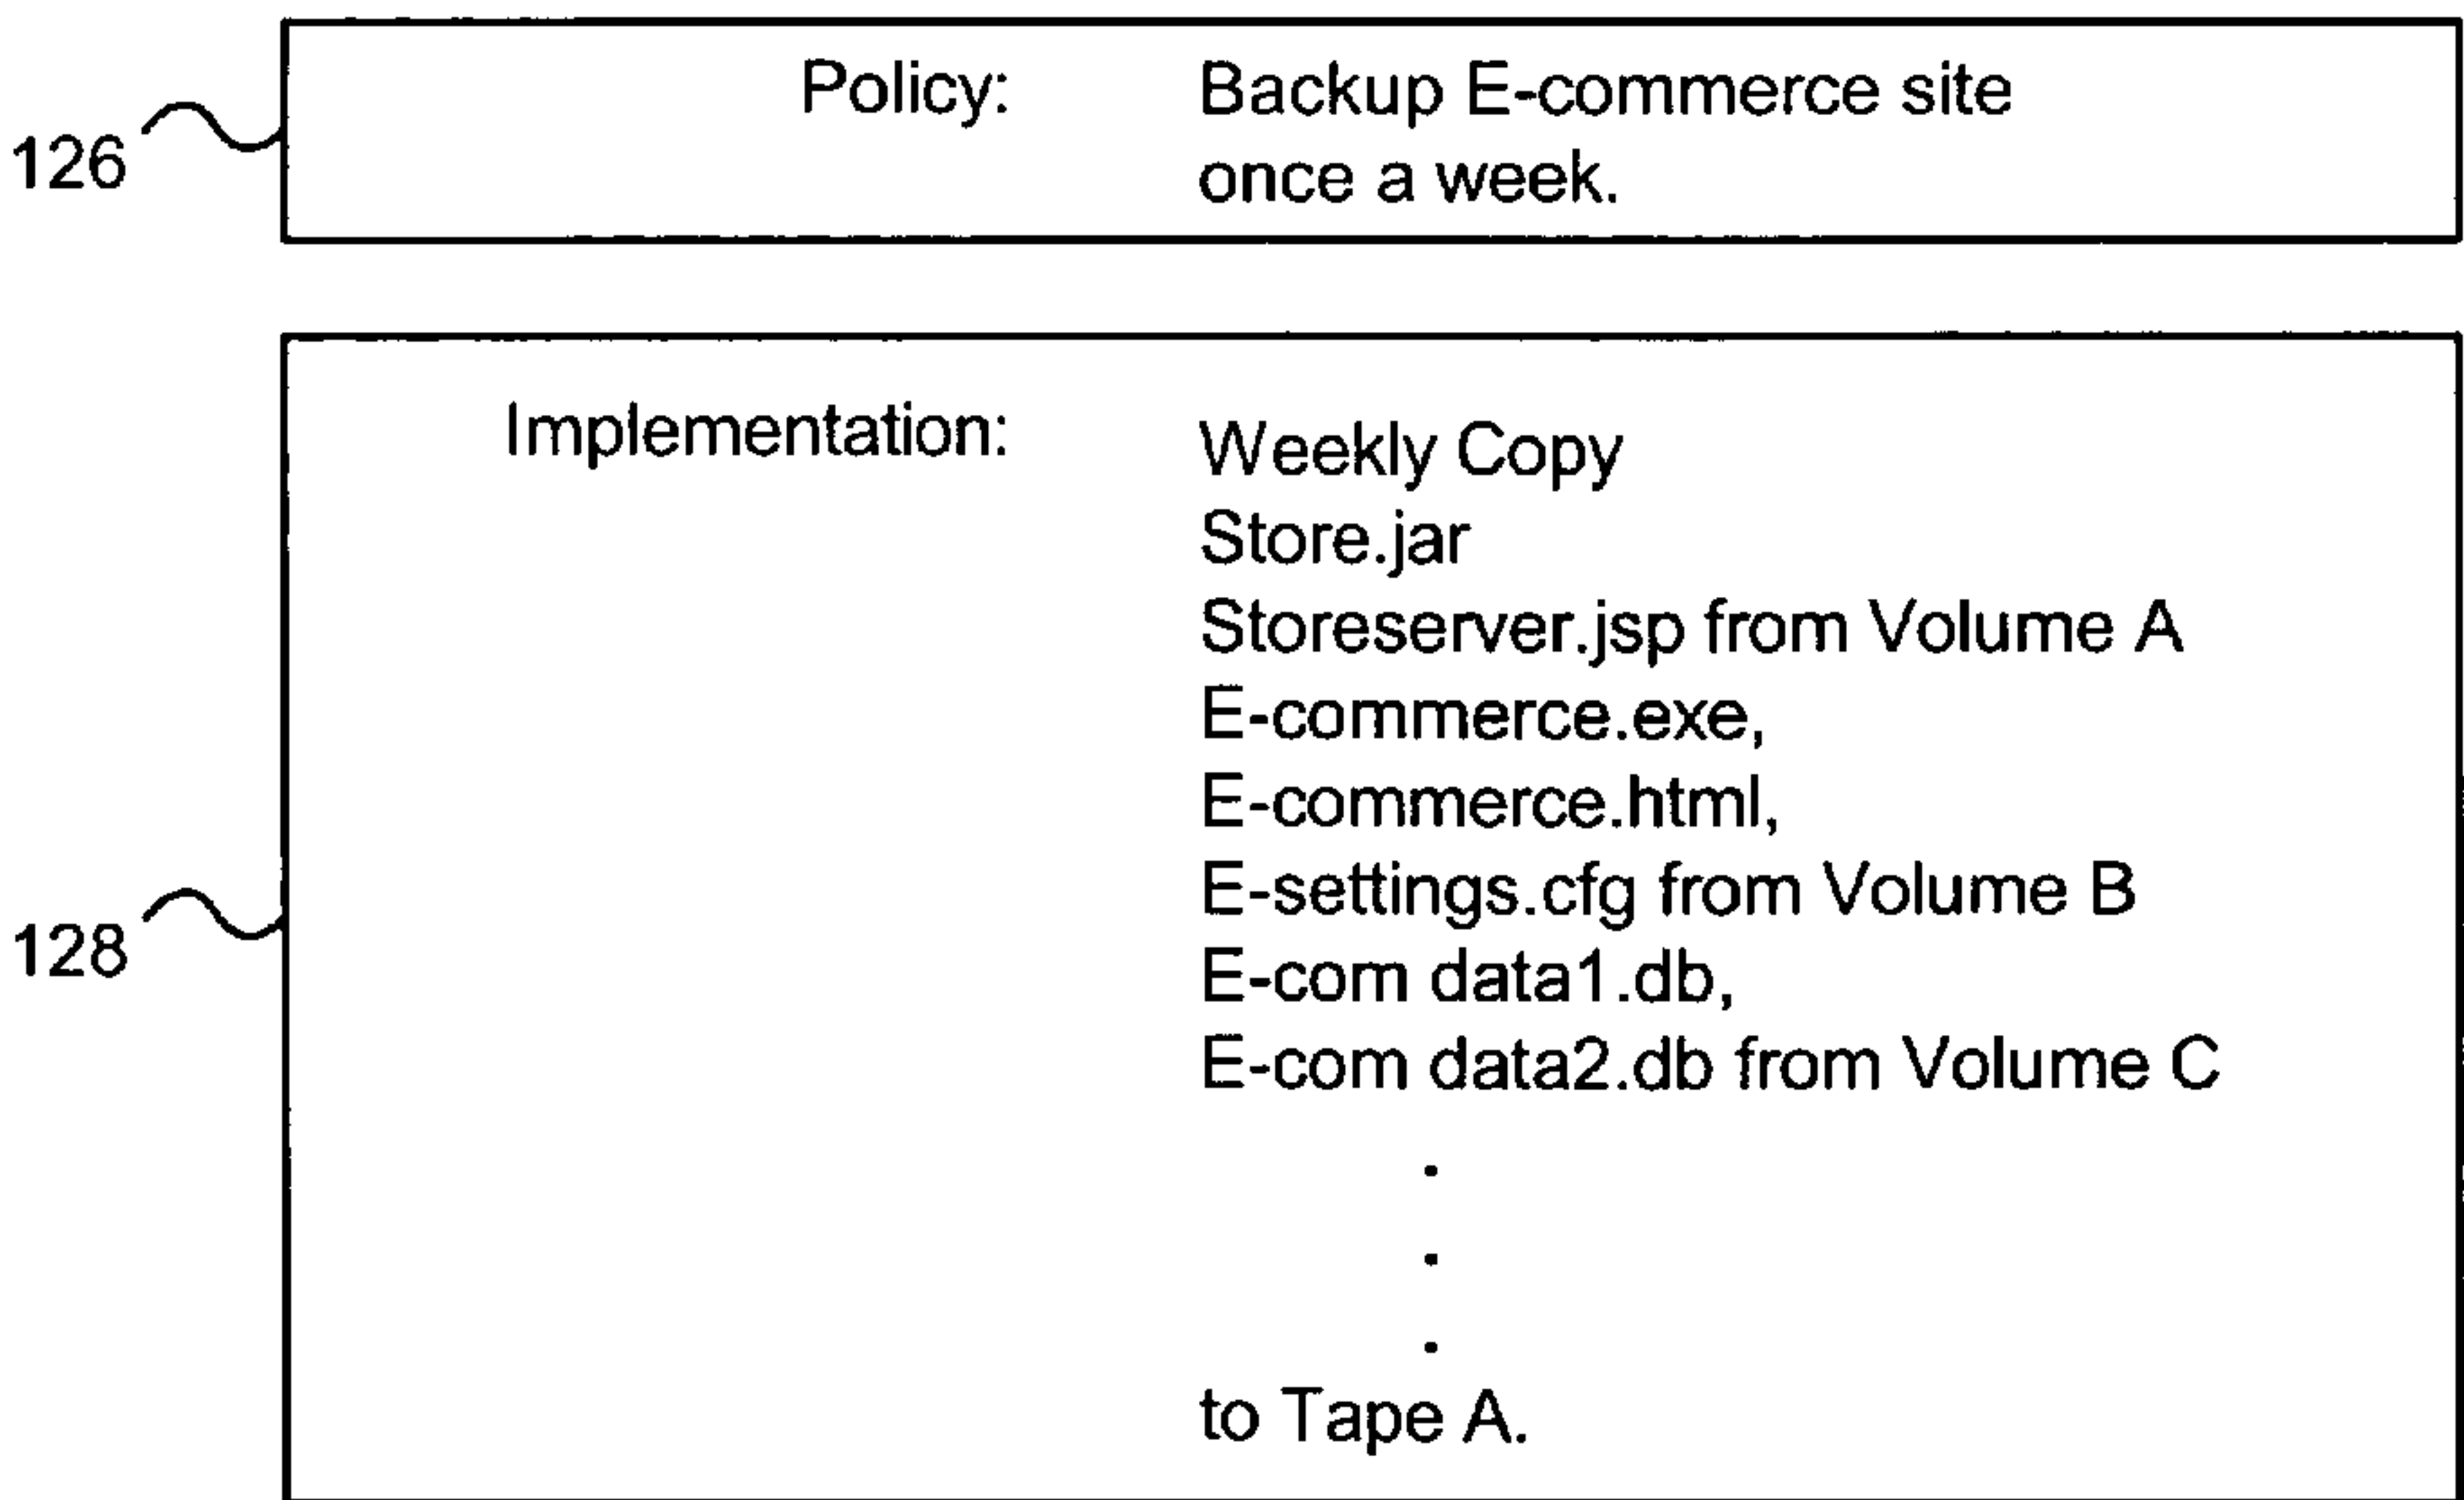 Policy: Backup E-commerce site
126
once a week.
Implementation: Weekly Copy
Store.jar
Storeserver.jsp from Volume A
E-commerce.exe,
E-commerce.html,
E-settings.cfg from Volume B
128
E-com data1.db,
E-com data2.db from Volume C
.
.
.
to Tape A.